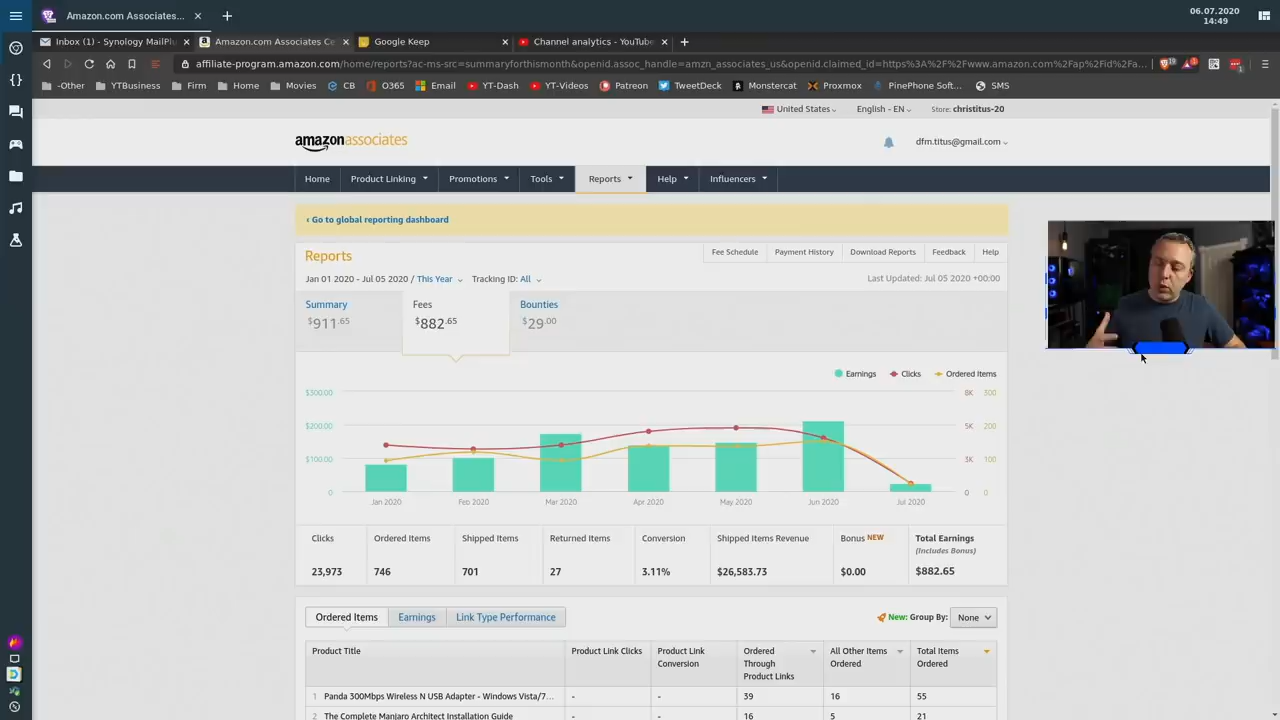 Amazon.com Associates...
06.07.2020
14:49
Inbox (1) - Synology MailPlu
Amazon.com Associates Ce
Google Keep
Channel analytics - YouTube
affiliate-program.amazon.com/home/reports?ac-ms-src=summaryforthismonth&openid.assoc_handle=amzn_associates_us&openid.claimed_id=https%3A%2F%2Fwww.amazon.com%2Fap%2Fid%2Fa...
-Other
YTBusiness
Firm
Home
Movies
CB
O365
Email
YT-Dash
YT-Videos
Patreon
TweetDeck
Monstercat
Proxmox
PinePhone Soft...
SMS
United States
English - EN
Store: christitus-20
amazonassociates
dfm.titus@gmail.com
Home
Product Linking
Promotions
Tools
Reports
Help
Influencers
‹ Go to global reporting dashboard
Reports
Fee Schedule
Payment History
Download Reports
Feedback
Help
Jan 01 2020 - Jul 05 2020 / This Year
Tracking ID: All
Last Updated: Jul 05 2020 +00:00
Summary
$911.65
Fees
$882.65
Bounties
$29.00
Earnings
Clicks
Ordered Items
$300.00
8K
300
$200.00
5K
200
$100.00
3K
100
0
0
0
Jan 2020
Feb 2020
Mar 2020
Apr 2020
May 2020
Jun 2020
Jul 2020
Clicks
Ordered Items
Shipped Items
Returned Items
Conversion
Shipped Items Revenue
Bonus NEW
Total Earnings
(Includes Bonus)
23,973
746
701
27
3.11%
$26,583.73
$0.00
$882.65
Ordered Items
Earnings
Link Type Performance
New: Group By:
None
Product Title
Product Link Clicks
Product Link
Conversion
Ordered
Through
Product Links
All Other Items
Ordered
Total Items
Ordered
1 Panda 300Mbps Wireless N USB Adapter - Windows Vista/7...
-
-
39
16
55
2 The Complete Manjaro Architect Installation Guide
-
-
16
5
21